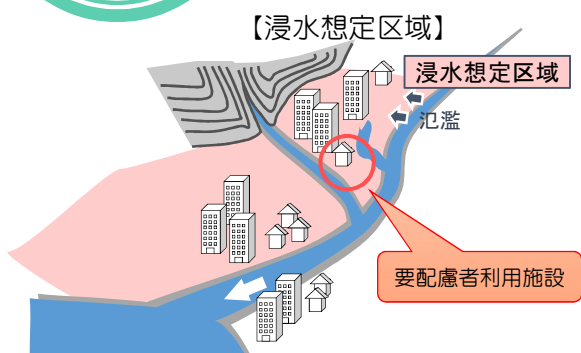 【浸水想定区域】
浸水想定区域
氾濫
要配慮者利用施設